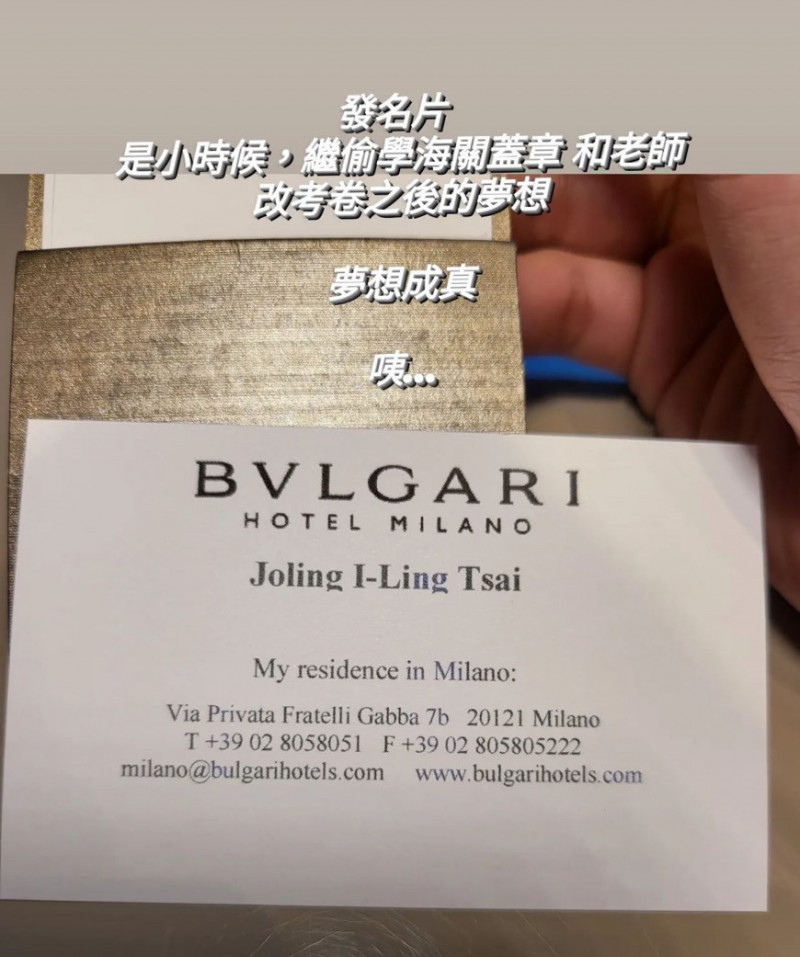 發名片
是小時候，繼偷學海關蓋章 和老師
改考卷之後的夢想
夢想成真
咦...
BVLGARI
HOTEL MILANO
Joling I-Ling Tsai
My residence in Milano:
Via Privata Fratelli Gabba 7b 20121 Milano
T +39 02 8058051 F +39 02 805805222
milano@bulgarihotels.com www.bulgarihotels.com